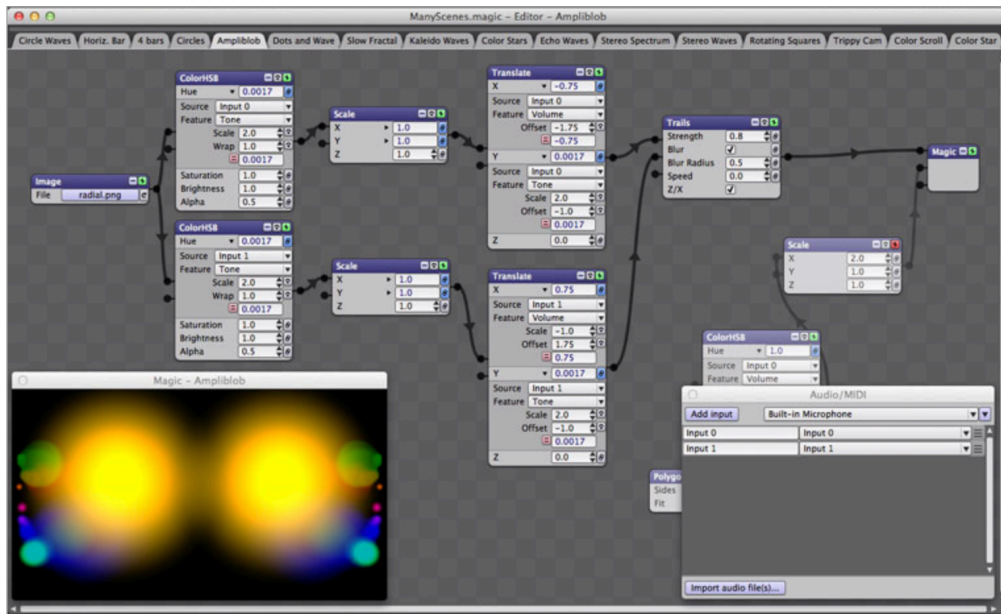 ManyScenes.magic - Editor - Ampliblob
Circle Waves Horiz. Bar 4 bars Circles Ampliblob Dots and Wave Slow Fractal Kaleido Waves Color Stars Echo Waves Stereo Spectrum Stereo Waves Rotating Squares Trippy Cam Color Scroll Color Star
Image
File radial.png
ColorHSB
Hue 0.0017
Source Input 0
Feature Tone
Scale 2.0
Wrap 1.0
= 0.0017
Saturation 1.0
Brightness 1.0
Alpha 0.5
ColorHSB
Hue 0.0017
Source Input 1
Feature Tone
Scale 2.0
Wrap 1.0
= 0.0017
Saturation 1.0
Brightness 1.0
Alpha 0.5
Scale
X 1.0
Y 1.0
Z 1.0
Scale
X 1.0
Y 1.0
Z 1.0
Translate
X -0.75
Source Input 0
Feature Volume
Offset -1.75
= -0.75
Y 0.0017
Source Input 0
Feature Tone
Scale 2.0
Offset -1.0
= 0.0017
Z 0.0
Translate
X 0.75
Source Input 1
Feature Volume
Scale -1.0
Offset 1.75
= 0.75
Y 0.0017
Source Input 1
Feature Tone
Scale 2.0
Offset -1.0
= 0.0017
Z 0.0
Trails
Strength 0.8
Blur
Blur Radius 0.5
Speed 0.0
Z/X
Magic
Scale
X 2.0
Y 1.0
Z 1.0
ColorHSB
Hue 1.0
Source Input 0
Feature Volume
Polygo
Sides
Fit
Magic - Ampliblob
Audio/MIDI
Add input Built-in Microphone
Input 0 Input 0
Input 1 Input 1
Import audio file(s)...